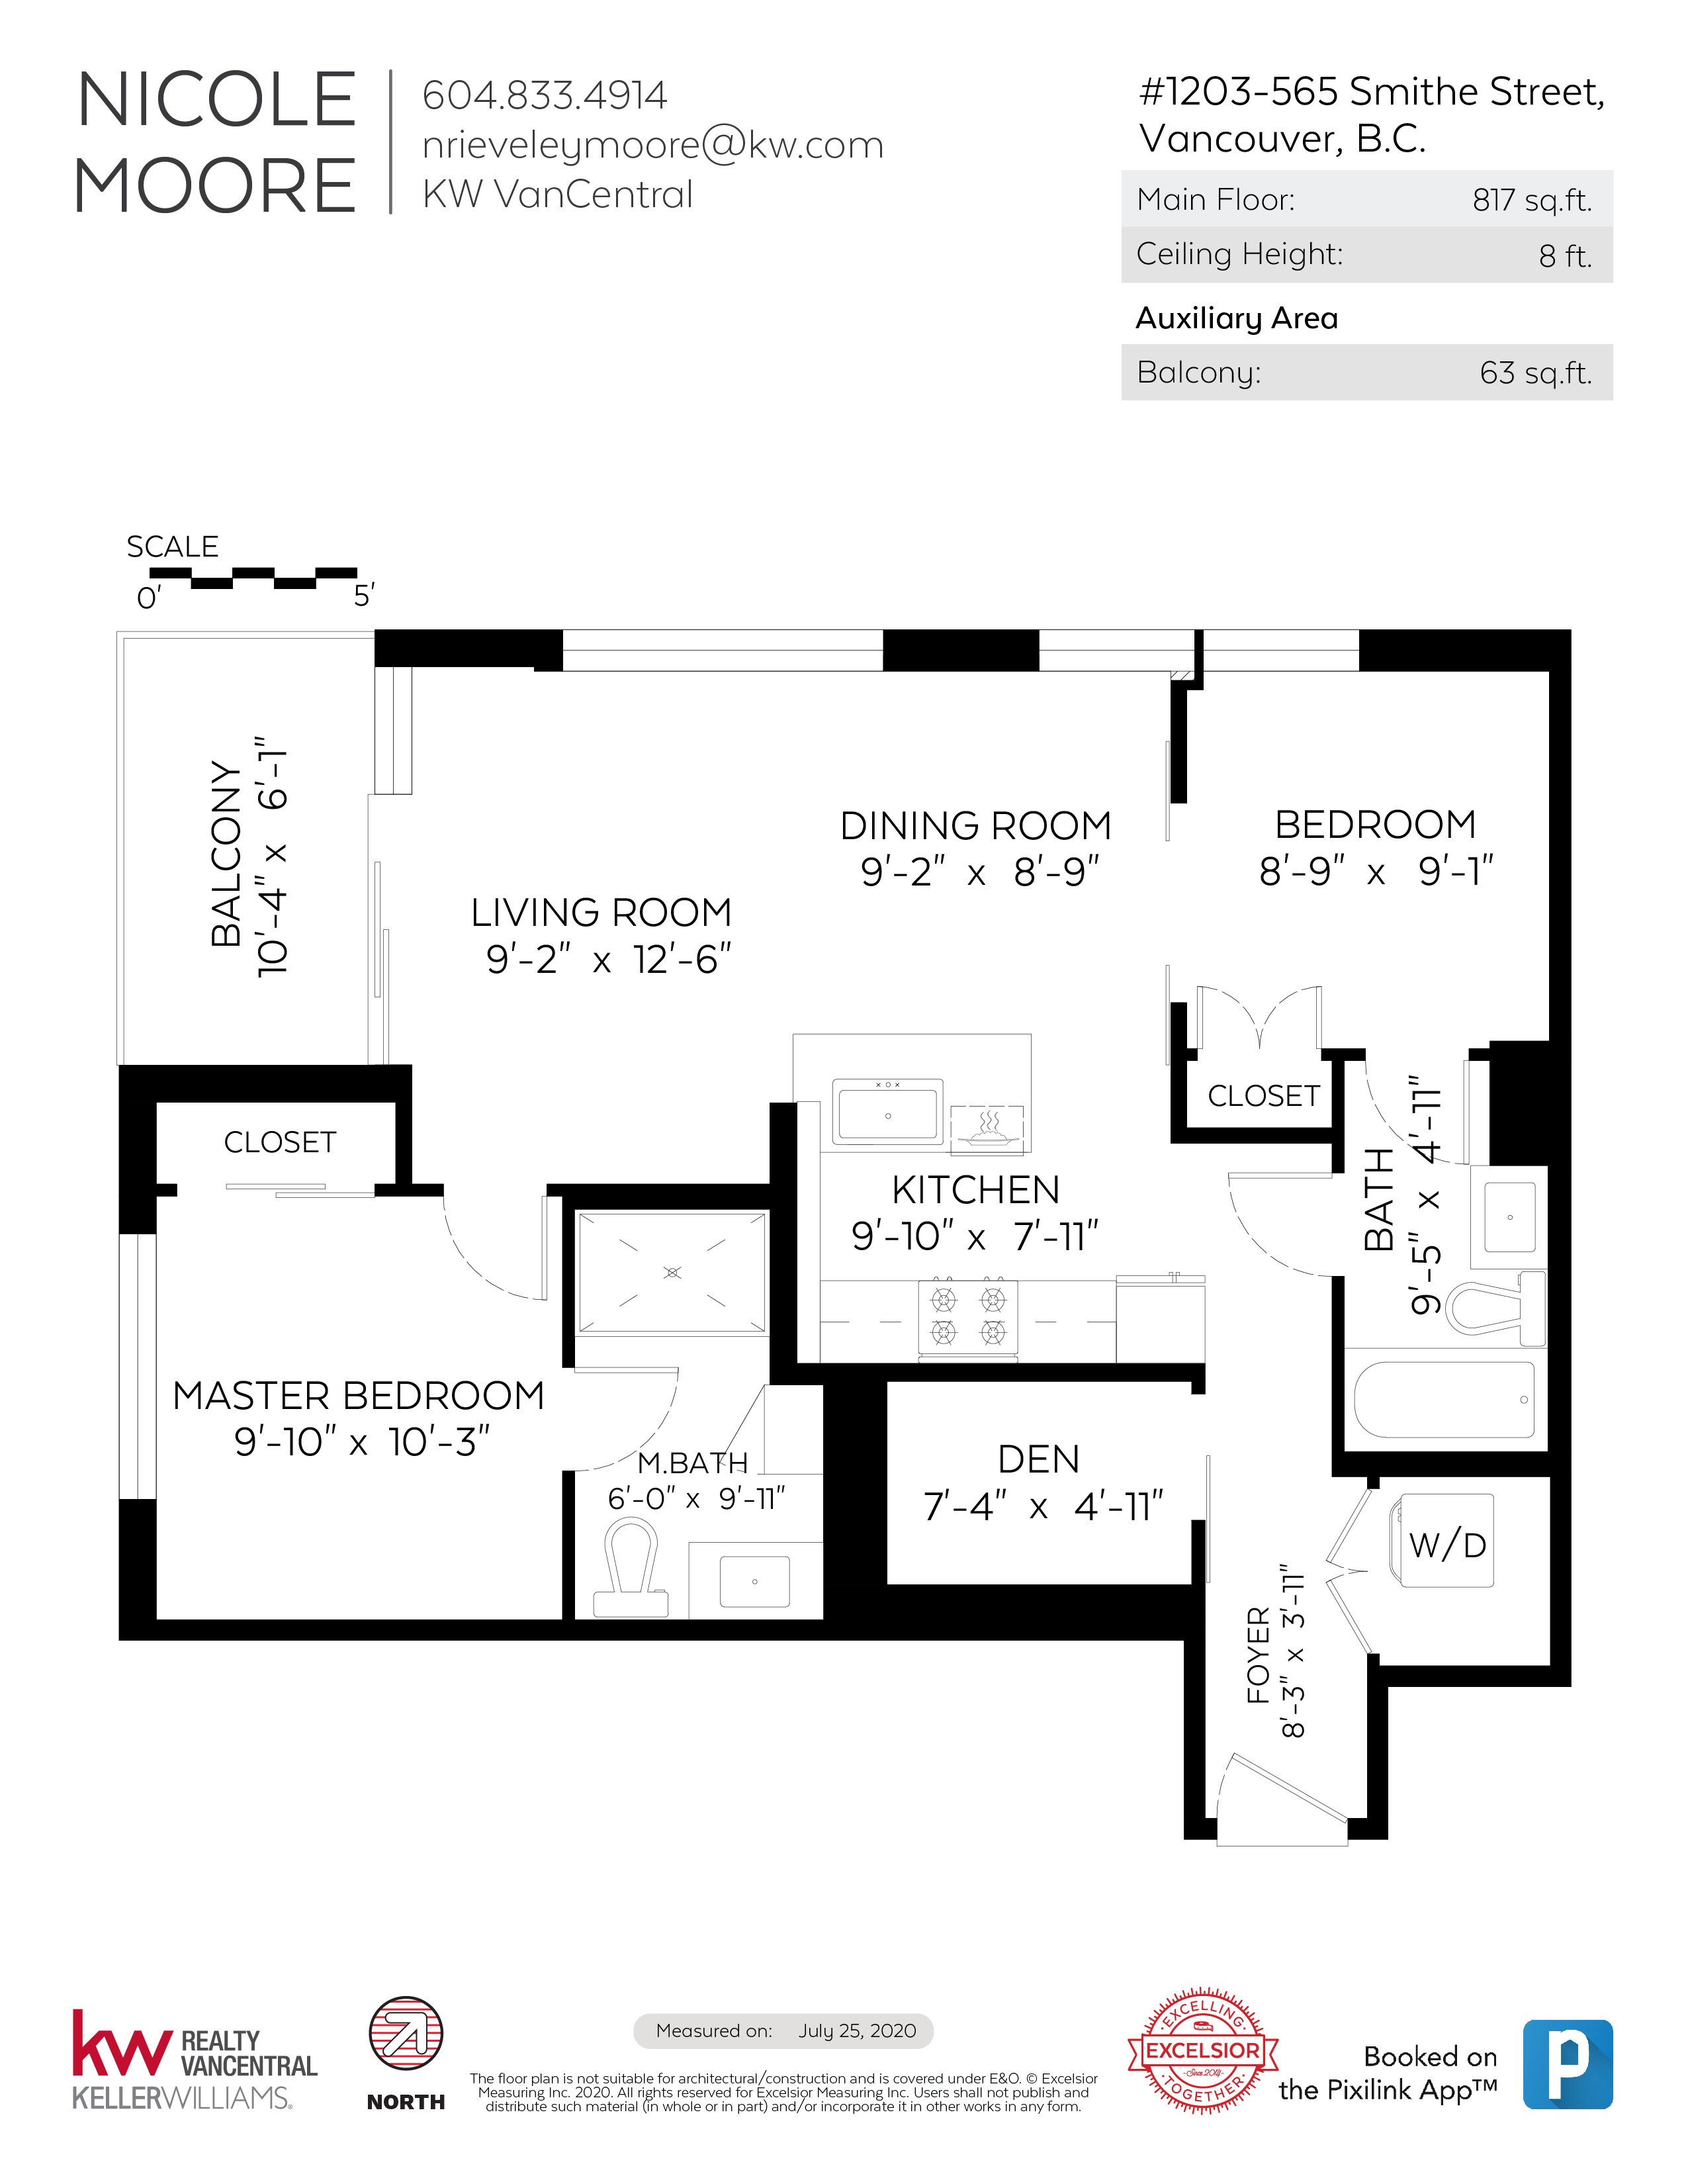 NICOLE
MOORE
604.833.4914
nrieveleymoore@kw.com
KW VanCentral
#1203-565 Smithe Street,
Vancouver, B.C.
Main Floor: 817 sq.ft.
Ceiling Height: 8 ft.
Auxiliary Area
Balcony: 63 sq.ft.
SCALE
0' 5'
BALCONY
10'-4" x 6'-1"
LIVING ROOM
9'-2" x 12'-6"
DINING ROOM
9'-2" x 8'-9"
BEDROOM
8'-9" x 9'-1"
CLOSET
CLOSET
KITCHEN
9'-10" x 7'-11"
BATH
9'-5" x 4'-11"
MASTER BEDROOM
9'-10" x 10'-3"
M.BATH
6'-0" x 9'-11"
DEN
7'-4" x 4'-11"
W/D
FOYER
8'-3" x 3'-11"
kw REALTY
VANCENTRAL
KELLERWILLIAMS.
NORTH
Measured on: July 25, 2020
The floor plan is not suitable for architectural/construction and is covered under E&O. © Excelsior
Measuring Inc. 2020. All rights reserved for Excelsior Measuring Inc. Users shall not publish and
distribute such material (in whole or in part) and/or incorporate it in other works in any form.
EXCELLING
EXCELSIOR
-Since 2014-
TOGETHER
Booked on
the Pixilink App™
p